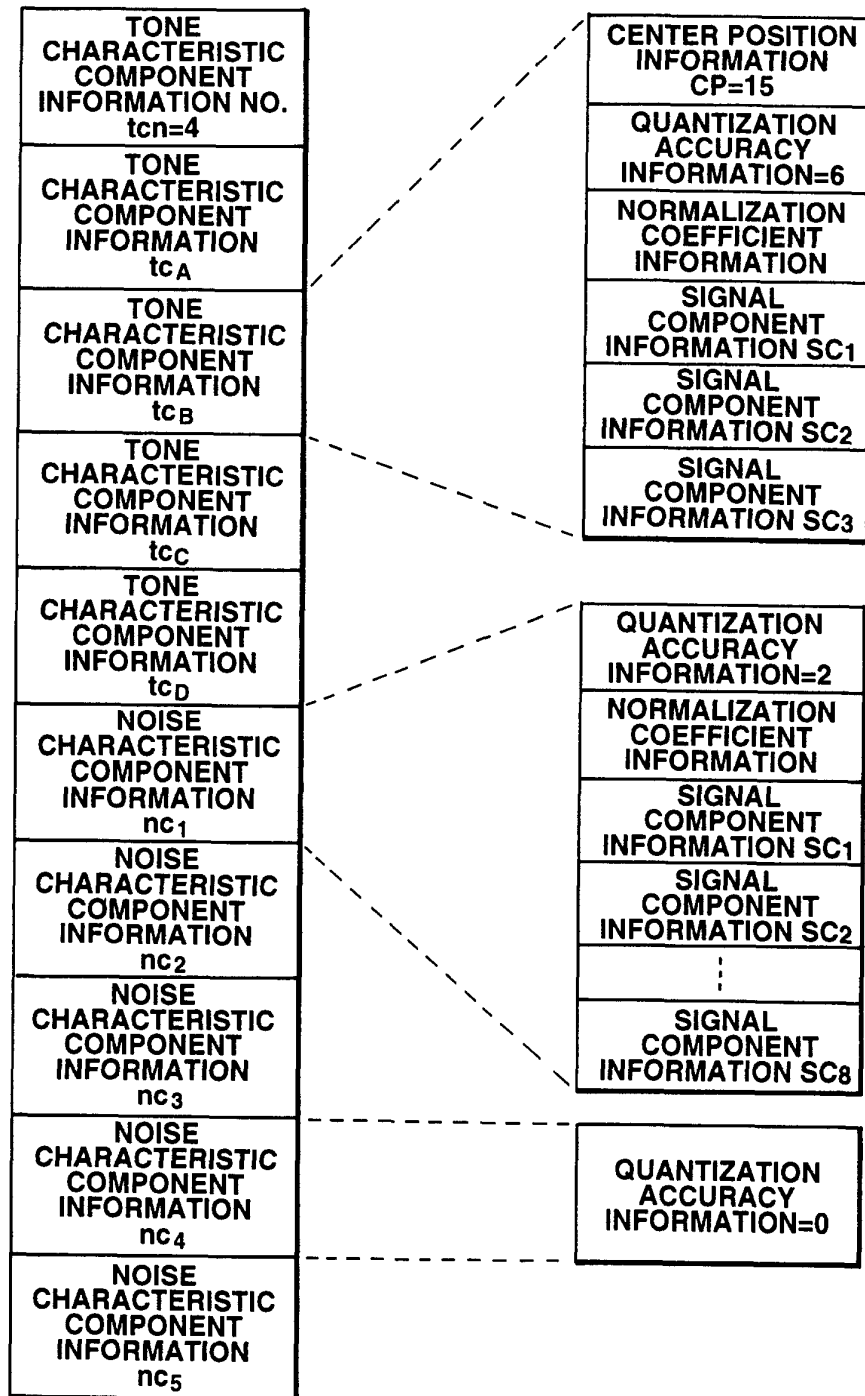 TONE
CHARACTERISTIC
COMPONENT
INFORMATION NO.
tcn=4
TONE
CHARACTERISTIC
COMPONENT
INFORMATION
tcA
TONE
CHARACTERISTIC
COMPONENT
INFORMATION
tcB
TONE
CHARACTERISTIC
COMPONENT
INFORMATION
tcC
TONE
CHARACTERISTIC
COMPONENT
INFORMATION
tcD
NOISE
CHARACTERISTIC
COMPONENT
INFORMATION
nc1
NOISE
CHARACTERISTIC
COMPONENT
INFORMATION
nc2
NOISE
CHARACTERISTIC
COMPONENT
INFORMATION
nc3
NOISE
CHARACTERISTIC
COMPONENT
INFORMATION
nc4
NOISE
CHARACTERISTIC
COMPONENT
INFORMATION
nc5
CENTER POSITION
INFORMATION
CP=15
QUANTIZATION
ACCURACY
INFORMATION=6
NORMALIZATION
COEFFICIENT
INFORMATION
SIGNAL
COMPONENT
INFORMATION SC1
SIGNAL
COMPONENT
INFORMATION SC2
SIGNAL
COMPONENT
INFORMATION SC3
QUANTIZATION
ACCURACY
INFORMATION=2
NORMALIZATION
COEFFICIENT
INFORMATION
SIGNAL
COMPONENT
INFORMATION SC1
SIGNAL
COMPONENT
INFORMATION SC2
SIGNAL
COMPONENT
INFORMATION SC8
QUANTIZATION
ACCURACY
INFORMATION=0